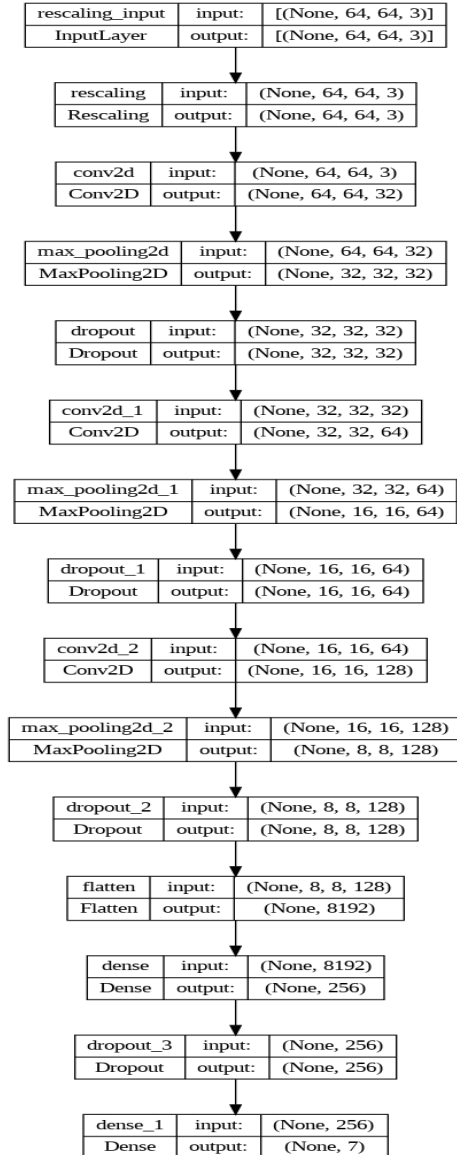 rescaling_input input: [(None, 64, 64, 3)]
InputLayer output: [(None, 64, 64, 3)]
rescaling input: (None, 64, 64, 3)
Rescaling output: (None, 64, 64, 3)
conv2d input: (None, 64, 64, 3)
Conv2D output: (None, 64, 64, 32)
max_pooling2d input: (None, 64, 64, 32)
MaxPooling2D output: (None, 32, 32, 32)
dropout input: (None, 32, 32, 32)
Dropout output: (None, 32, 32, 32)
conv2d_1 input: (None, 32, 32, 32)
Conv2D output: (None, 32, 32, 64)
max_pooling2d_1 input: (None, 32, 32, 64)
MaxPooling2D output: (None, 16, 16, 64)
dropout_1 input: (None, 16, 16, 64)
Dropout output: (None, 16, 16, 64)
conv2d_2 input: (None, 16, 16, 64)
Conv2D output: (None, 16, 16, 128)
max_pooling2d_2 input: (None, 16, 16, 128)
MaxPooling2D output: (None, 8, 8, 128)
dropout_2 input: (None, 8, 8, 128)
Dropout output: (None, 8, 8, 128)
flatten input: (None, 8, 8, 128)
Flatten output: (None, 8192)
dense input: (None, 8192)
Dense output: (None, 256)
dropout_3 input: (None, 256)
Dropout output: (None, 256)
dense_1 input: (None, 256)
Dense output: (None, 7)